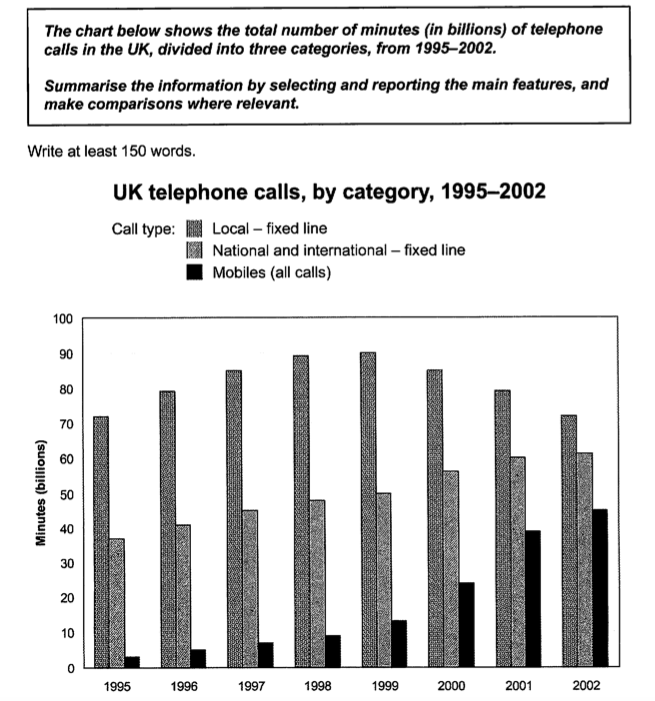 The chart below shows the total number of minutes (in billions) of telephone
calls in the UK, divided into three categories, from 1995–2002.
Summarise the information by selecting and reporting the main features, and
make comparisons where relevant.
Write at least 150 words.
UK telephone calls, by category, 1995–2002
Call type: Local – fixed line
National and international – fixed line
Mobiles (all calls)
Minutes (billions)
100
90
80
70
60
50
40
30
20
10
0
1995 1996 1997 1998 1999 2000 2001 2002